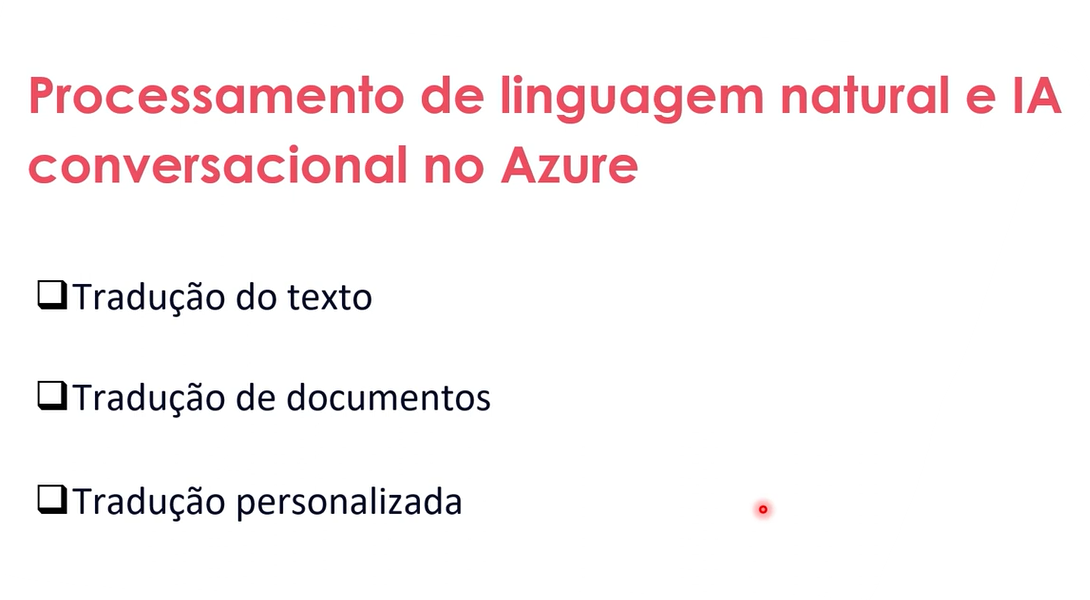 Processamento de linguagem natural e IA
conversacional no Azure
Tradução do texto
Tradução de documentos
Tradução personalizada